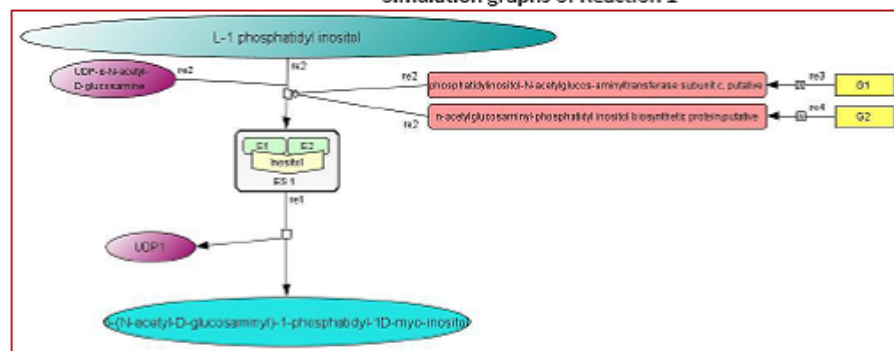 Simulation graphs of Reaction 1
L-1 phosphatidyl inositol
UDP-a-N-acetyl-
D-glucosamine
re2
re2
re2
phosphatidylinositol-N-acetylglucos-aminyltransferase subunit c, putative
re3
G1
re2
n-acetylglucosaminyl-phosphatidyl inositol biosynthetic protein,putative
re4
G2
E1
E2
Inositol
ES 1
re1
UDP1
-(N-acetyl-D-glucosaminyl)-1-phosphatidyl-1D-myo-inositol